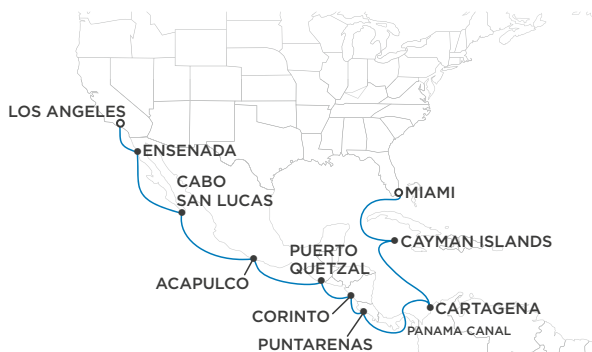 LOS ANGELES
ENSENADA
CABO
SAN LUCAS
MIAMI
CAYMAN ISLANDS
PUERTO
QUETZAL
ACAPULCO
CORINTO
CARTAGENA
PANAMA CANAL
PUNTARENAS